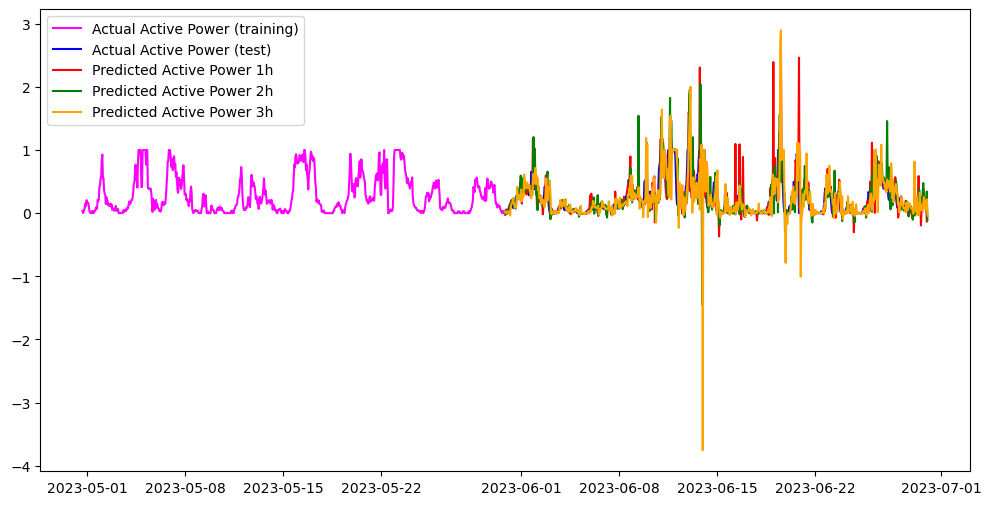 Actual Active Power (training)
Actual Active Power (test)
Predicted Active Power 1h
Predicted Active Power 2h
Predicted Active Power 3h
3
2
1
0
−1
−2
−3
−4
2023-05-01 2023-05-08 2023-05-15 2023-05-22 2023-06-01 2023-06-08 2023-06-15 2023-06-22 2023-07-01